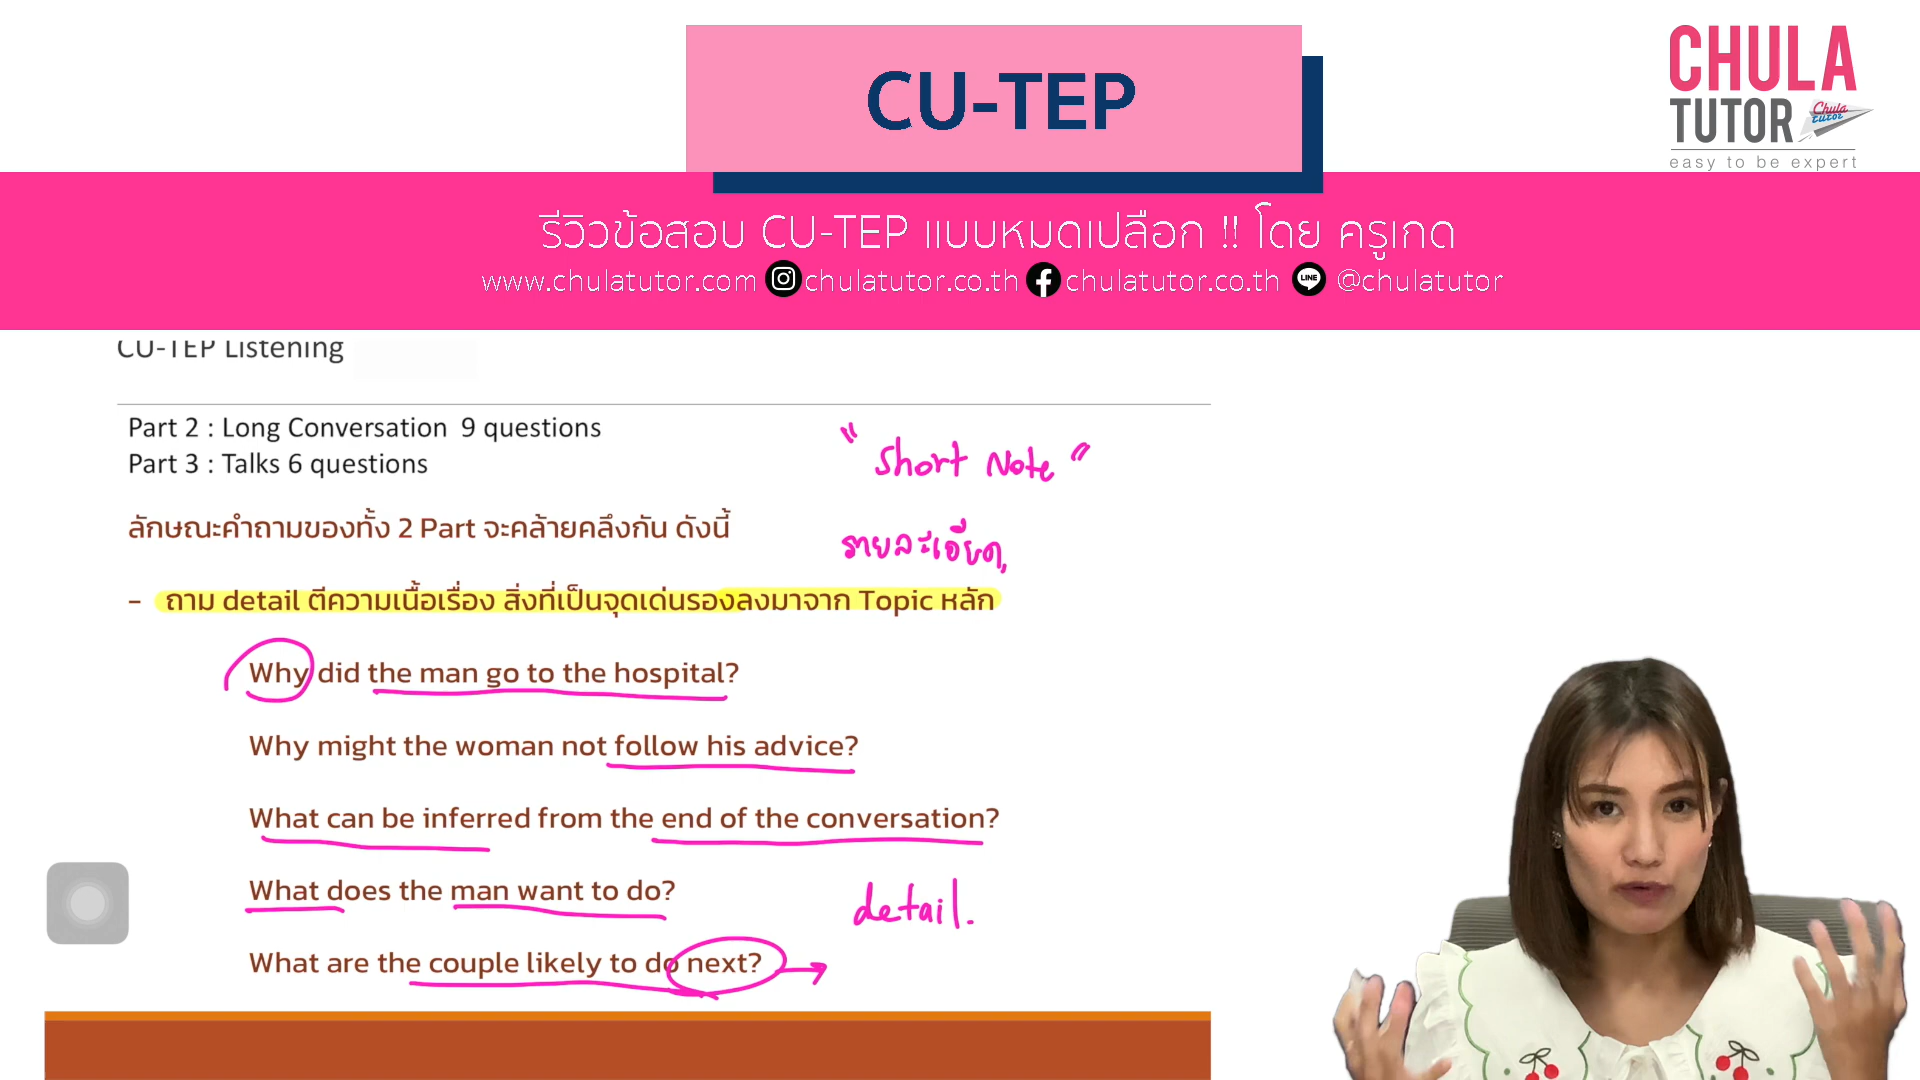 CU-TEP
CHULA
TUTOR
Chula
tutor
easy to be expert
รีวิวข้อสอบ CU-TEP แบบหมดเปลือก !! โดย ครูเกด
www.chulatutor.com chulatutor.co.th chulatutor.co.th LINE @chulatutor
CU-TEP Listening
Part 2 : Long Conversation 9 questions
Part 3 : Talks 6 questions
"Short Note"
ลักษณะคำถามของทั้ง 2 Part จะคล้ายคลึงกัน ดังนี้
รายละเอียด,
- ถาม detail ตีความเนื้อเรื่อง สิ่งที่เป็นจุดเด่นรองลงมาจาก Topic หลัก
Why did the man go to the hospital?
Why might the woman not follow his advice?
What can be inferred from the end of the conversation?
What does the man want to do?
detail.
What are the couple likely to do next?